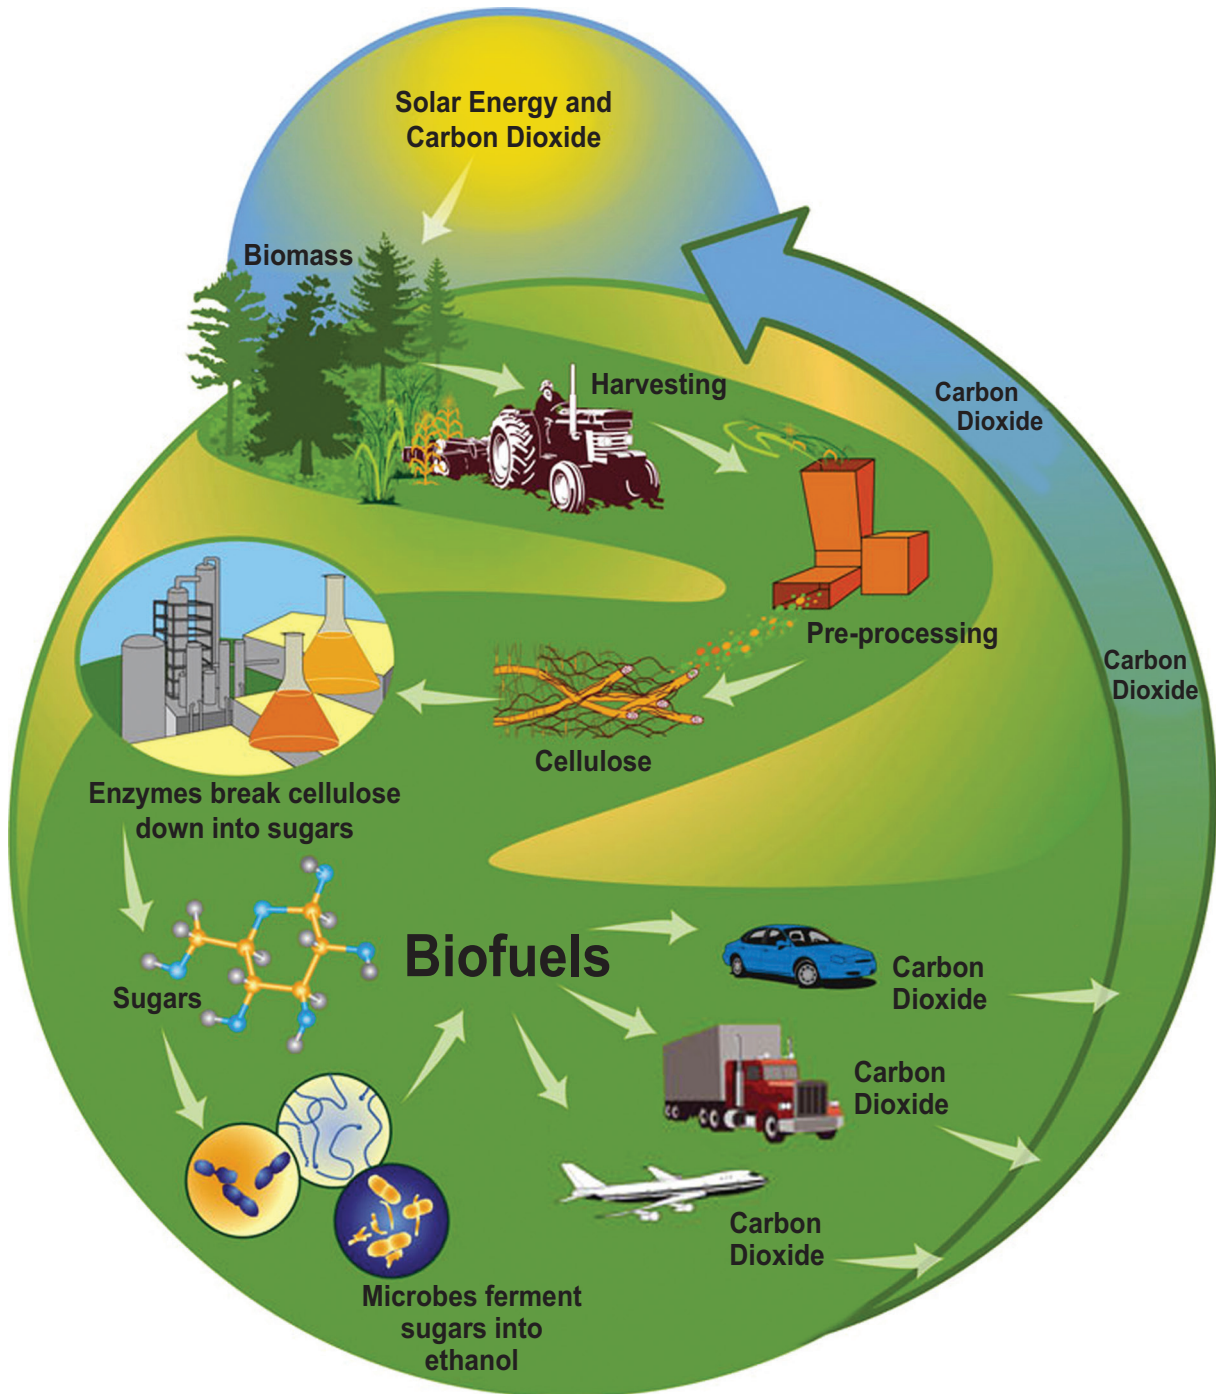 Solar Energy and
Carbon Dioxide
Biomass
Harvesting
Carbon
Dioxide
Pre-processing
Carbon
Dioxide
Cellulose
Enzymes break cellulose
down into sugars
Sugars
Biofuels
Carbon
Dioxide
Carbon
Dioxide
Carbon
Dioxide
Microbes ferment
sugars into
ethanol